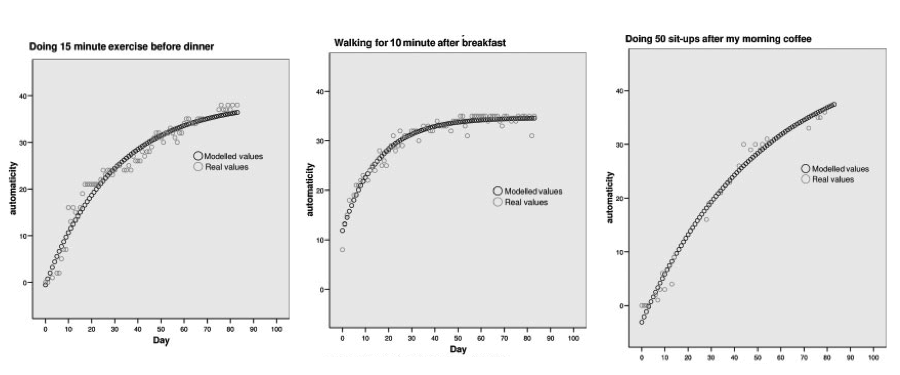 Doing 15 minute exercise before dinner
automaticity
40
30
20
10
0
Modelled values
Real values
0 10 20 30 40 50 60 70 80 90 100
Day
Walking for 10 minute after breakfast
automaticity
40
30
20
10
0
Modelled values
Real values
0 10 20 30 40 50 60 70 80 90 100
Day
Doing 50 sit-ups after my morning coffee
automaticity
40
30
20
10
0
Modelled values
Real values
0 10 20 30 40 50 60 70 80 90 100